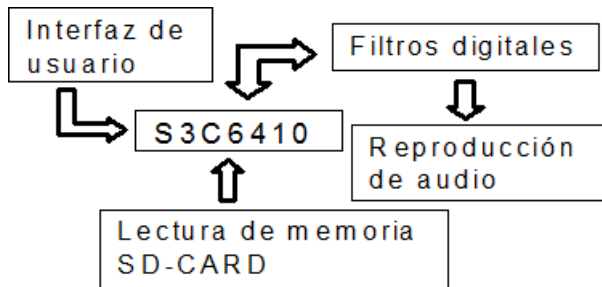 Interfaz de
usuario
Filtros digitales
S3C6410
Reproducción
de audio
Lectura de memoria
SD-CARD